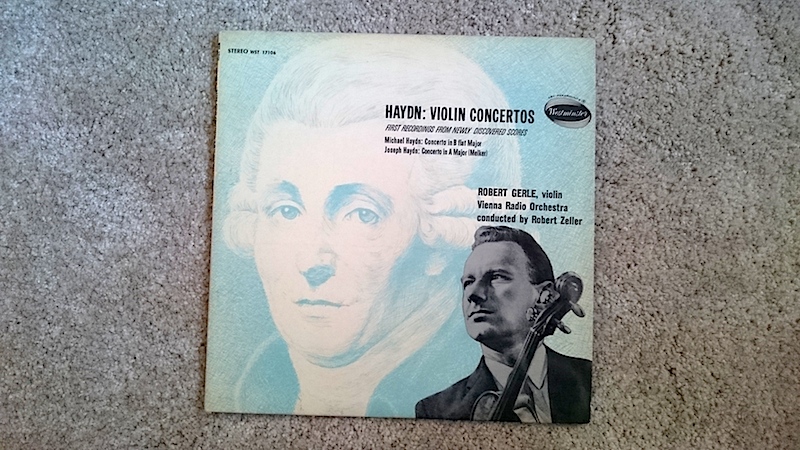 STEREO WST 17106
HAYDN: VIOLIN CONCERTOS
FIRST RECORDINGS FROM NEWLY DISCOVERED SCORES
Michael Haydn: Concerto in B flat Major
Joseph Haydn: Concerto in A Major (Melker)
Westminster
ROBERT GERLE, violin
Vienna Radio Orchestra
conducted by Robert Zeller